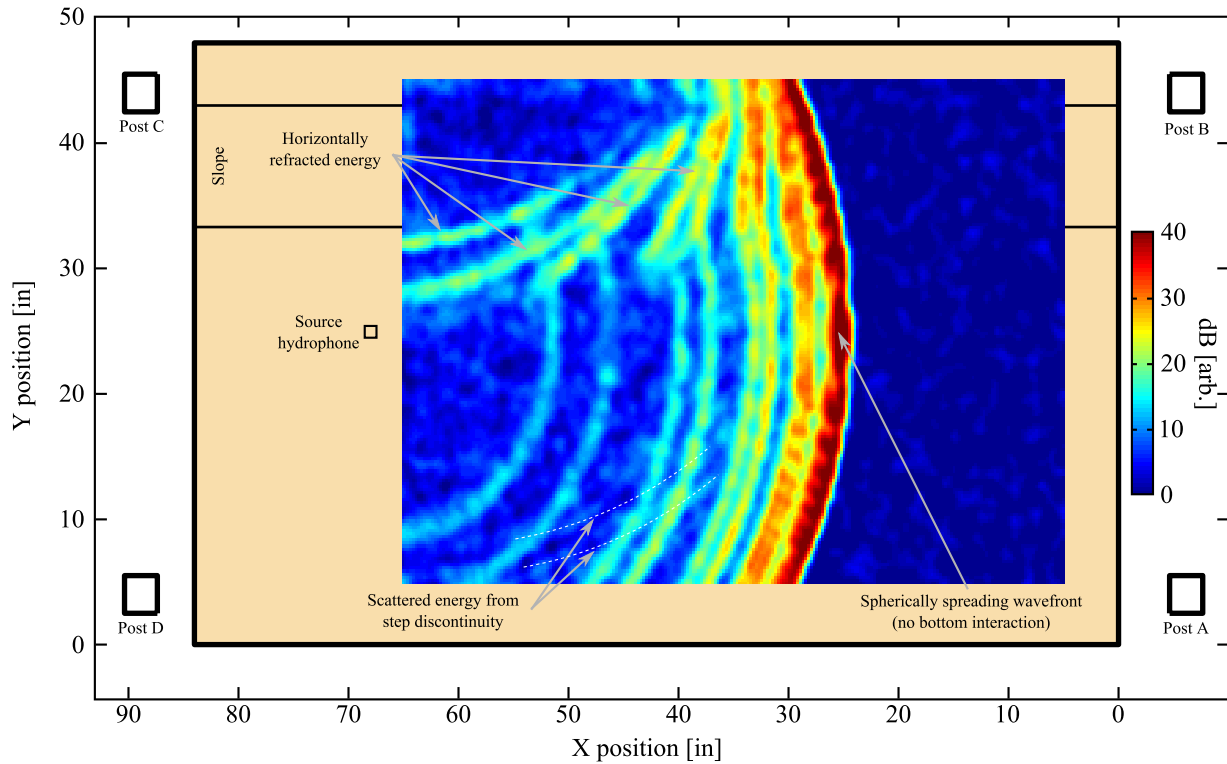 50
40
30
20
10
0
Y position [in]
90
80
70
60
50
40
30
20
10
0
X position [in]
Post C
Post B
Post D
Post A
Slope
Horizontally
refracted energy
Source
hydrophone
Scattered energy from
step discontinuity
Spherically spreading wavefront
(no bottom interaction)
40
30
20
10
0
dB [arb.]